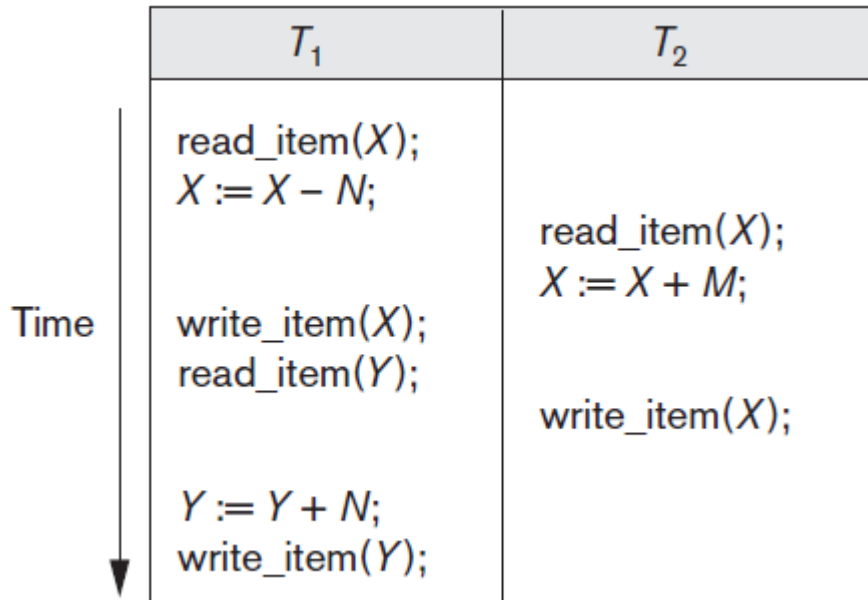 T₁ T₂
read_item(X);
X := X – N;
read_item(X);
X := X + M;
Time
write_item(X);
read_item(Y);
write_item(X);
Y := Y + N;
write_item(Y);